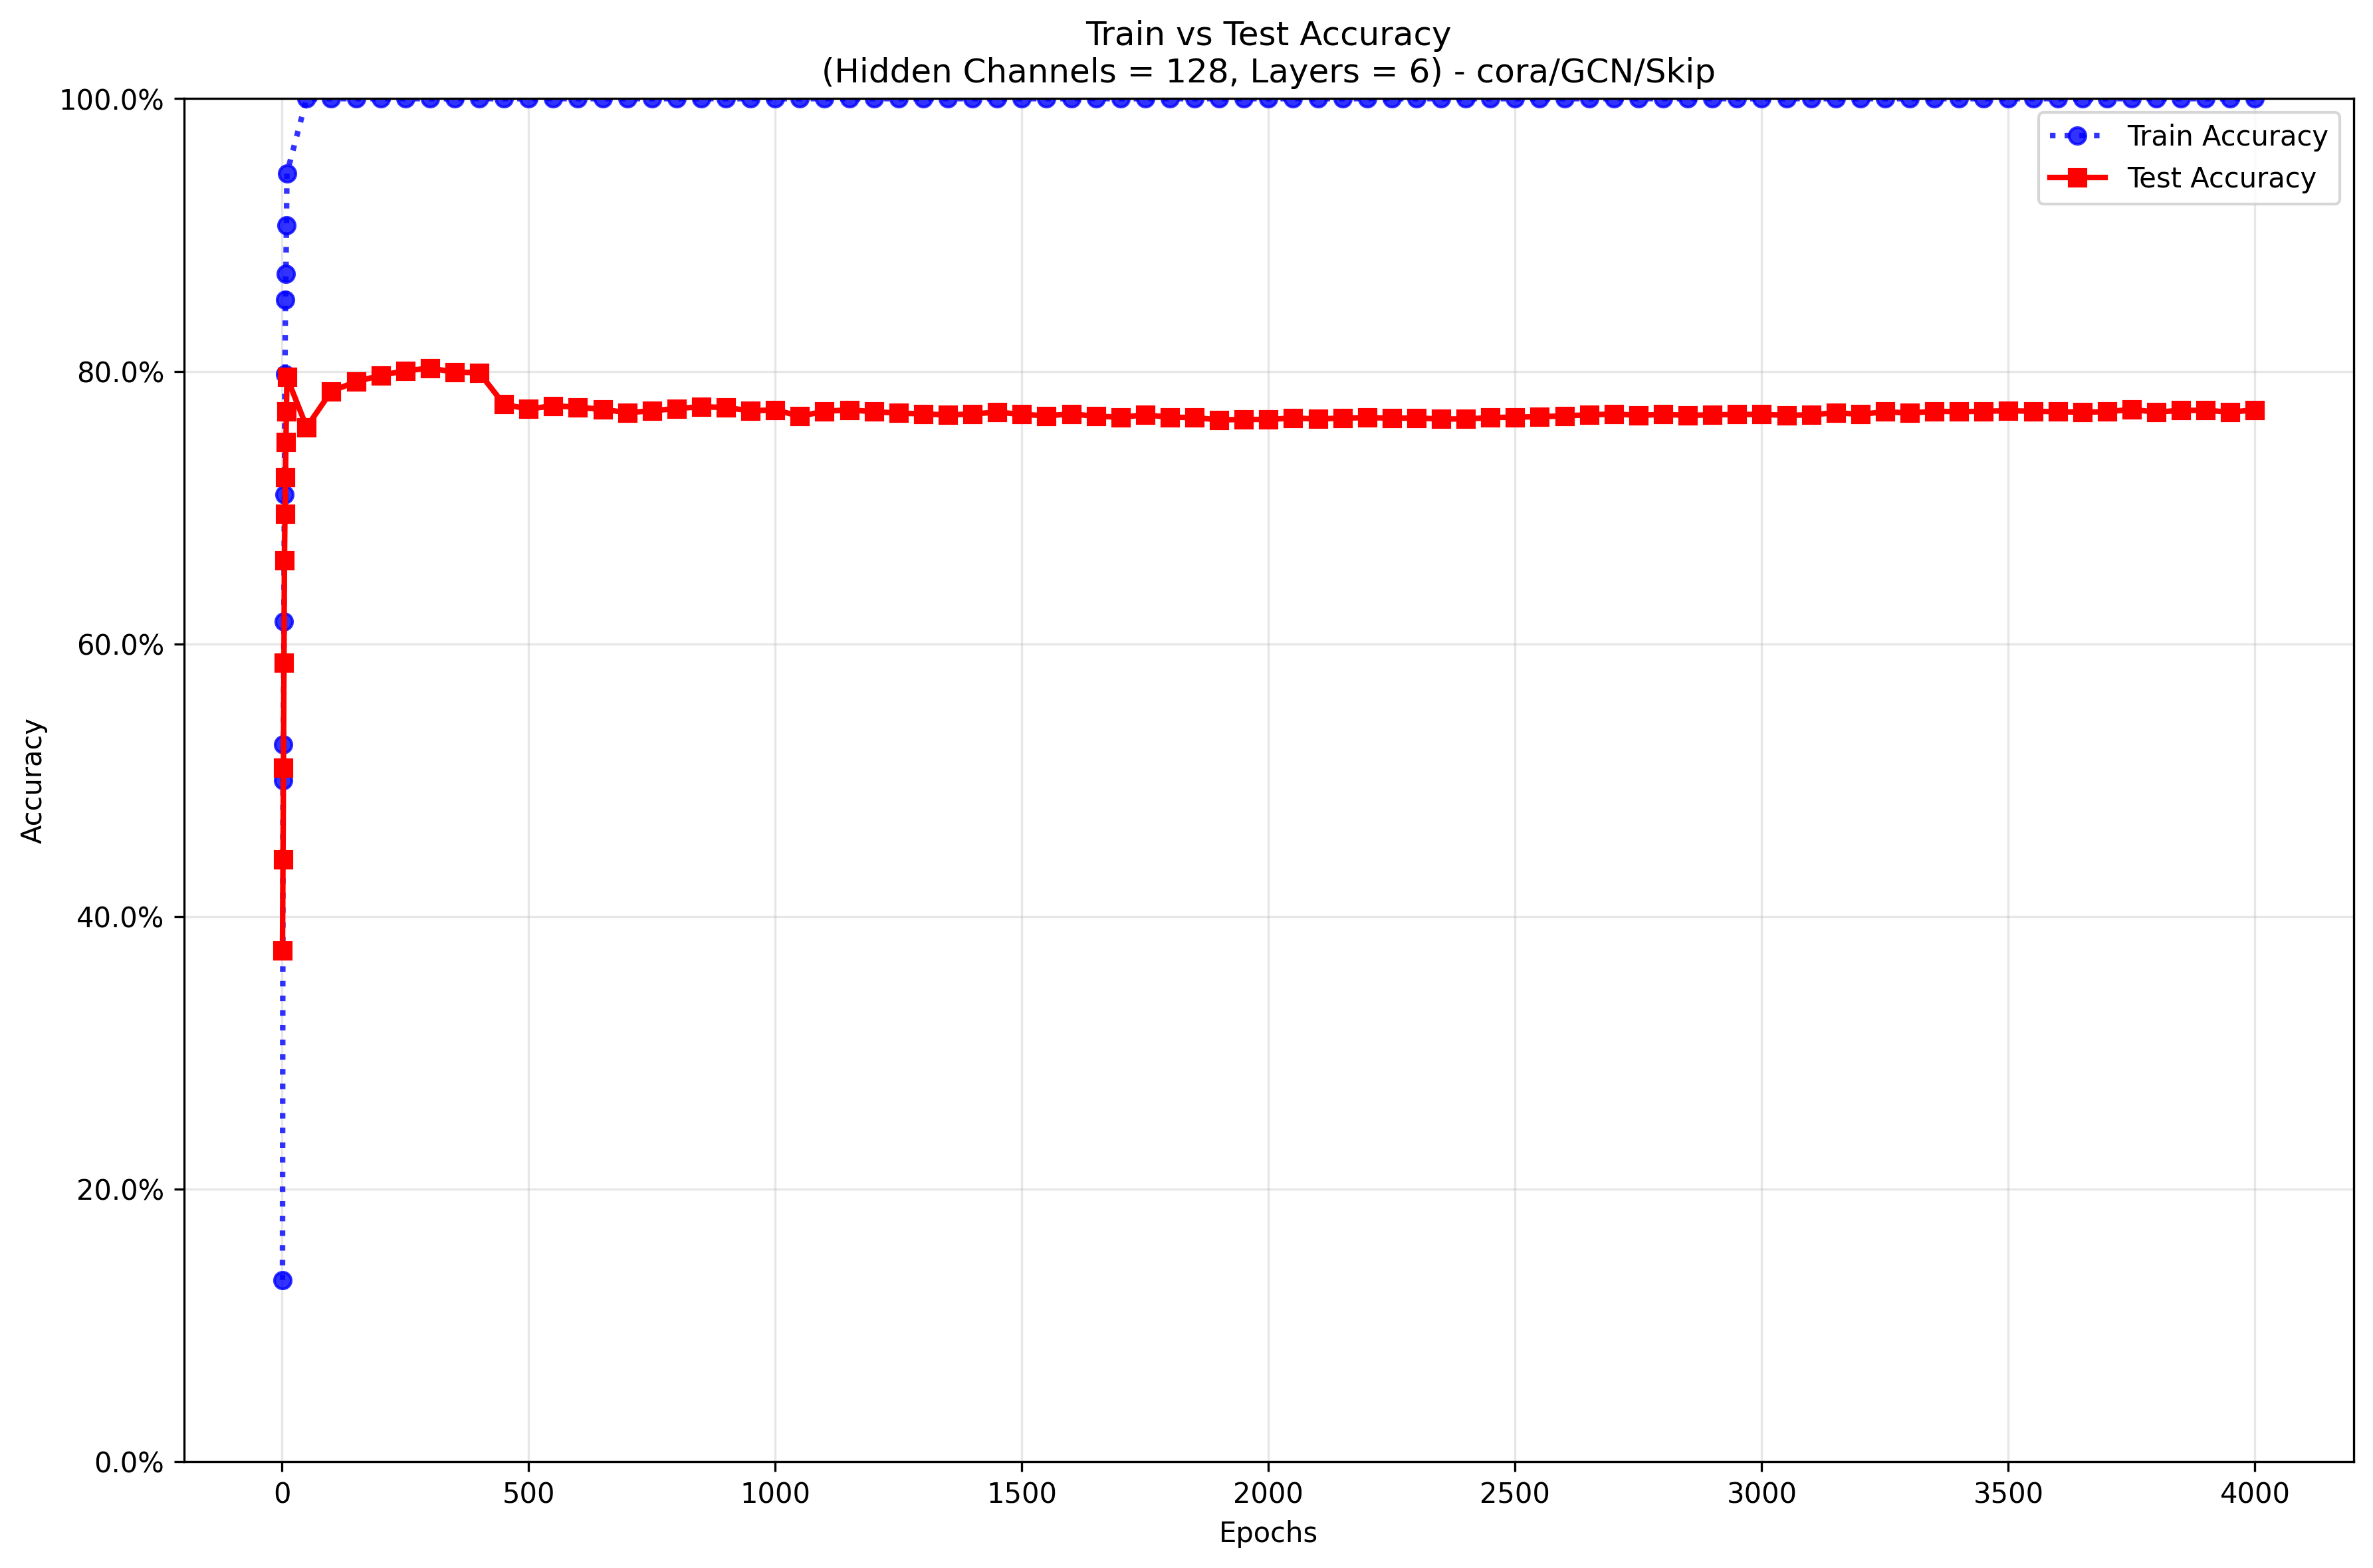 Train vs Test Accuracy
(Hidden Channels = 128, Layers = 6) - cora/GCN/Skip
100.0%
80.0%
60.0%
40.0%
20.0%
0.0%
Accuracy
Train Accuracy
Test Accuracy
0 500 1000 1500 2000 2500 3000 3500 4000
Epochs